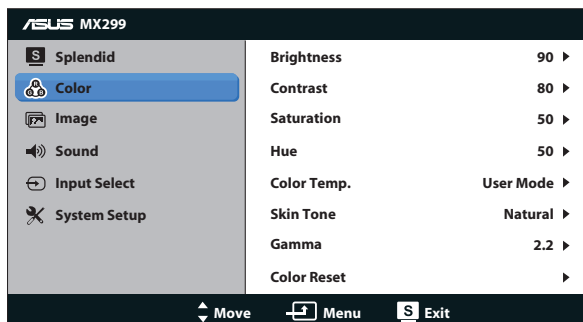 ASUS MX299
S Splendid
Color
Image
Sound
Input Select
System Setup
Brightness 90
Contrast 80
Saturation 50
Hue 50
Color Temp. User Mode
Skin Tone Natural
Gamma 2.2
Color Reset
Move Menu S Exit